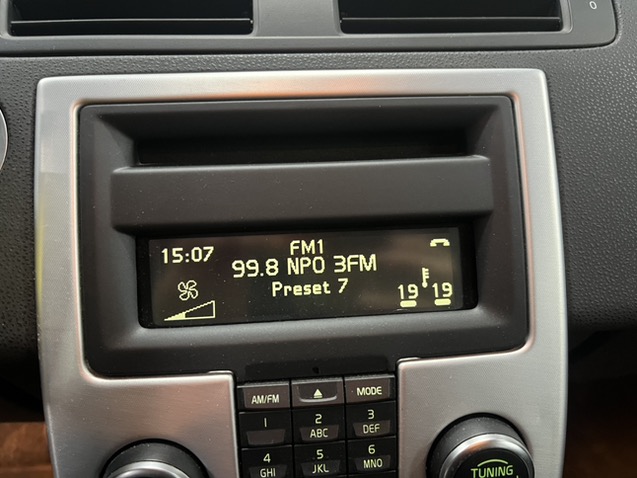 0
15:07
FM1
99.8 NPO 3FM
Preset 7
19 19
AM/FM
MODE
1
2
ABC
3
DEF
4
GHI
5
JKL
6
MNO
TUNING